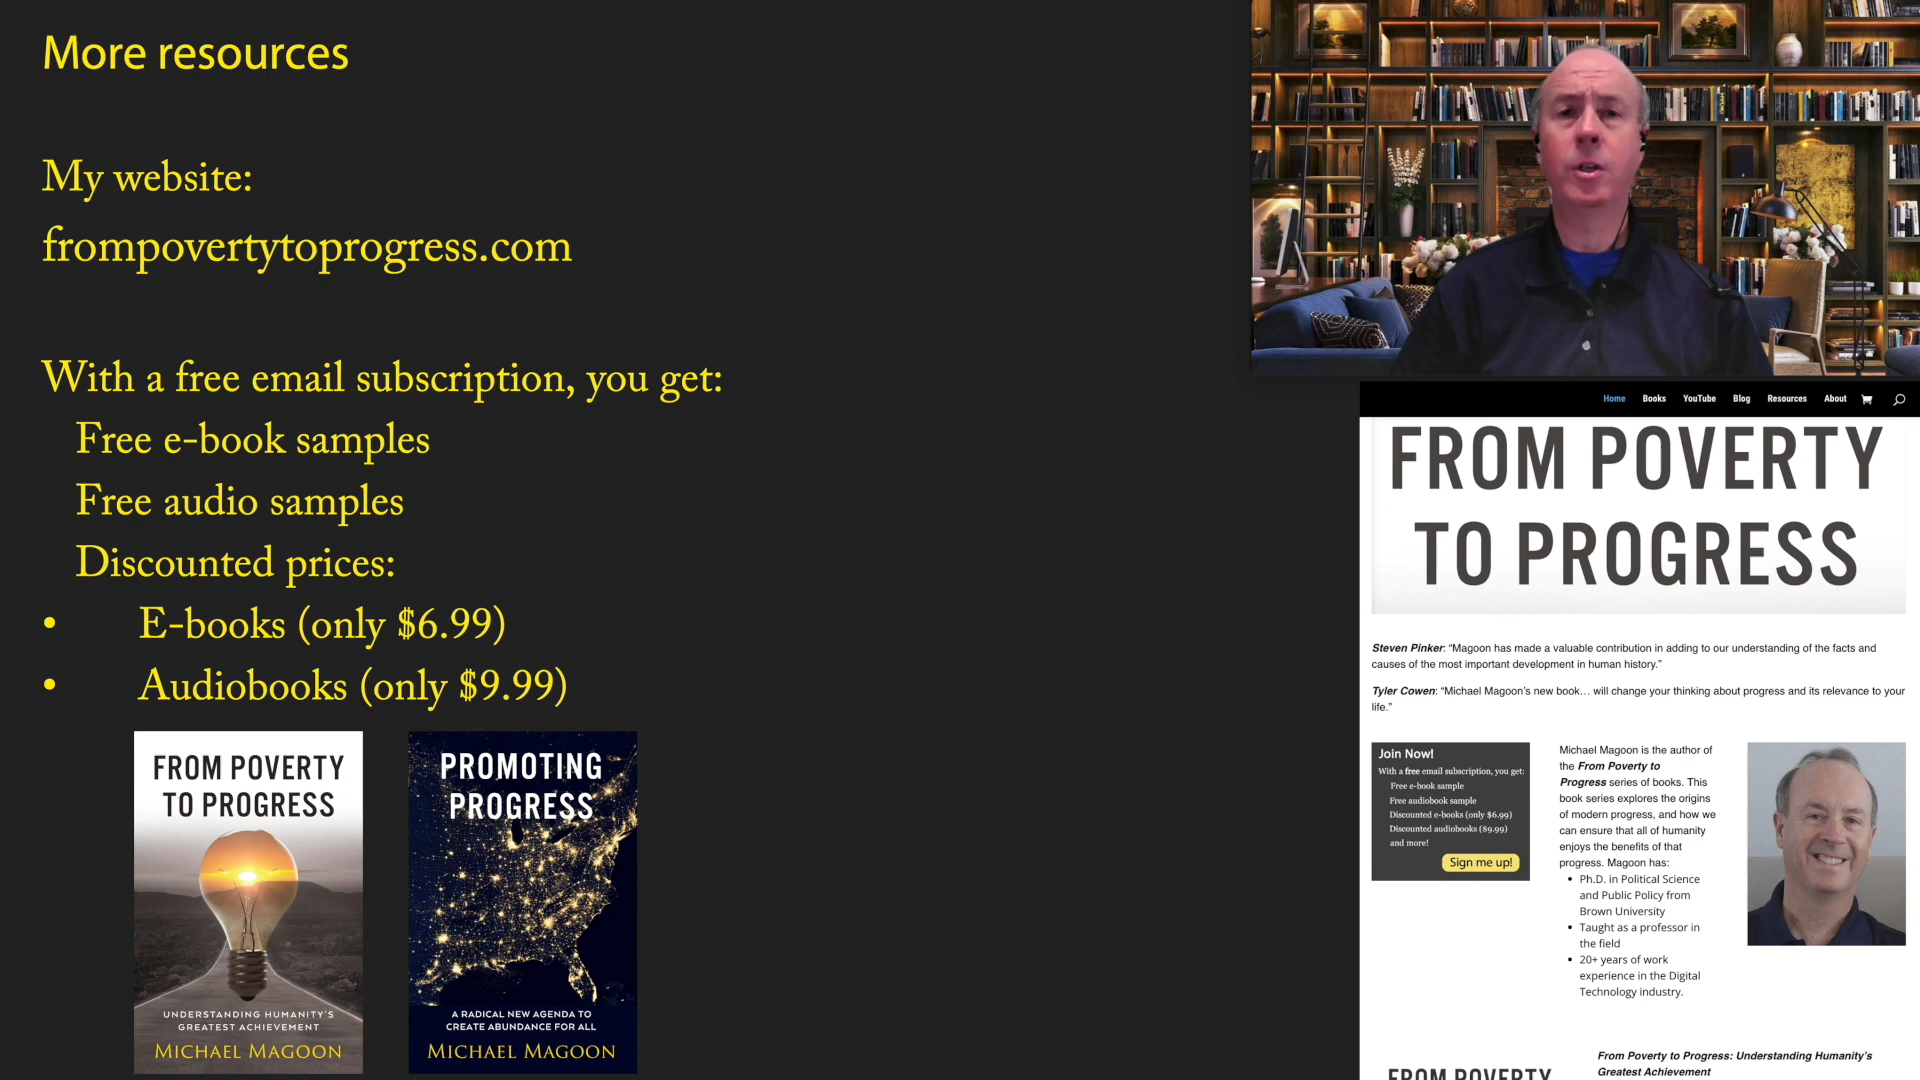 More resources
My website:
frompovertytoprogress.com
With a free email subscription, you get:
Free e-book samples
Free audio samples
Discounted prices:
• E-books (only $6.99)
• Audiobooks (only $9.99)
FROM POVERTY
TO PROGRESS
UNDERSTANDING HUMANITY'S
GREATEST ACHIEVEMENT
MICHAEL MAGOON
PROMOTING
PROGRESS
A RADICAL NEW AGENDA TO
CREATE ABUNDANCE FOR ALL
MICHAEL MAGOON
Home Books YouTube Blog Resources About
FROM POVERTY
TO PROGRESS
Steven Pinker: “Magoon has made a valuable contribution in adding to our understanding of the facts and
causes of the most important development in human history.”
Tyler Cowen: “Michael Magoon’s new book… will change your thinking about progress and its relevance to your
life.”
Join Now!
With a free email subscription, you get:
Free e-book sample
Free audiobook sample
Discounted e-books (only $6.99)
Discounted audiobooks ($9.99)
and more!
Sign me up!
Michael Magoon is the author of
the From Poverty to
Progress series of books. This
book series explores the origins
of modern progress, and how we
can ensure that all of humanity
enjoys the benefits of that
progress. Magoon has:
• Ph.D. in Political Science
and Public Policy from
Brown University
• Taught as a professor in
the field
• 20+ years of work
experience in the Digital
Technology industry.
FROM POVERTY
From Poverty to Progress: Understanding Humanity’s
Greatest Achievement